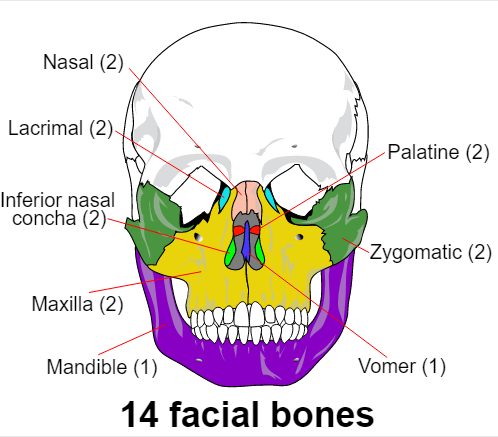 Nasal (2)
Lacrimal (2)
Palatine (2)
Inferior nasal
concha (2)
Zygomatic (2)
Maxilla (2)
Mandible (1)
Vomer (1)
14 facial bones